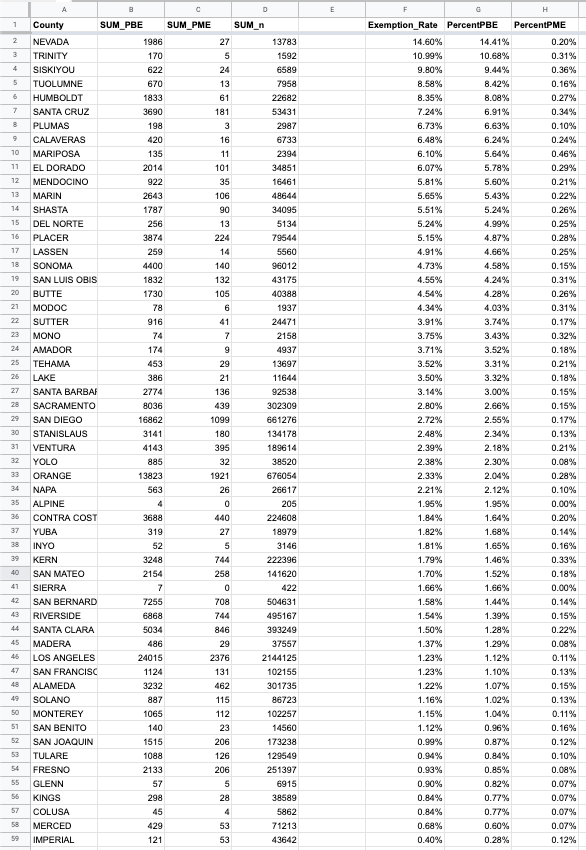 A B C D E F G H
1 County SUM_PBE SUM_PME SUM_n Exemption_Rate PercentPBE PercentPME
2 NEVADA 1986 27 13783 14.60% 14.41% 0.20%
3 TRINITY 170 5 1592 10.99% 10.68% 0.31%
4 SISKIYOU 622 24 6589 9.80% 9.44% 0.36%
5 TUOLUMNE 670 13 7958 8.58% 8.42% 0.16%
6 HUMBOLDT 1833 61 22682 8.35% 8.08% 0.27%
7 SANTA CRUZ 3690 181 53431 7.24% 6.91% 0.34%
8 PLUMAS 198 3 2987 6.73% 6.63% 0.10%
9 CALAVERAS 420 16 6733 6.48% 6.24% 0.24%
10 MARIPOSA 135 11 2394 6.10% 5.64% 0.46%
11 EL DORADO 2014 101 34851 6.07% 5.78% 0.29%
12 MENDOCINO 922 35 16461 5.81% 5.60% 0.21%
13 MARIN 2643 106 48644 5.65% 5.43% 0.22%
14 SHASTA 1787 90 34095 5.51% 5.24% 0.26%
15 DEL NORTE 256 13 5134 5.24% 4.99% 0.25%
16 PLACER 3874 224 79544 5.15% 4.87% 0.28%
17 LASSEN 259 14 5560 4.91% 4.66% 0.25%
18 SONOMA 4400 140 96012 4.73% 4.58% 0.15%
19 SAN LUIS OBIS 1832 132 43175 4.55% 4.24% 0.31%
20 BUTTE 1730 105 40388 4.54% 4.28% 0.26%
21 MODOC 78 6 1937 4.34% 4.03% 0.31%
22 SUTTER 916 41 24471 3.91% 3.74% 0.17%
23 MONO 74 7 2158 3.75% 3.43% 0.32%
24 AMADOR 174 9 4937 3.71% 3.52% 0.18%
25 TEHAMA 453 29 13697 3.52% 3.31% 0.21%
26 LAKE 386 21 11644 3.50% 3.32% 0.18%
27 SANTA BARBAR 2774 136 92538 3.14% 3.00% 0.15%
28 SACRAMENTO 8036 439 302309 2.80% 2.66% 0.15%
29 SAN DIEGO 16862 1099 661276 2.72% 2.55% 0.17%
30 STANISLAUS 3141 180 134178 2.48% 2.34% 0.13%
31 VENTURA 4143 395 189614 2.39% 2.18% 0.21%
32 YOLO 885 32 38520 2.38% 2.30% 0.08%
33 ORANGE 13823 1921 676054 2.33% 2.04% 0.28%
34 NAPA 563 26 26617 2.21% 2.12% 0.10%
35 ALPINE 4 0 205 1.95% 1.95% 0.00%
36 CONTRA COST 3688 440 224608 1.84% 1.64% 0.20%
37 YUBA 319 27 18979 1.82% 1.68% 0.14%
38 INYO 52 5 3146 1.81% 1.65% 0.16%
39 KERN 3248 744 222396 1.79% 1.46% 0.33%
40 SAN MATEO 2154 258 141620 1.70% 1.52% 0.18%
41 SIERRA 7 0 422 1.66% 1.66% 0.00%
42 SAN BERNARD 7255 708 504631 1.58% 1.44% 0.14%
43 RIVERSIDE 6868 744 495167 1.54% 1.39% 0.15%
44 SANTA CLARA 5034 846 393249 1.50% 1.28% 0.22%
45 MADERA 486 29 37557 1.37% 1.29% 0.08%
46 LOS ANGELES 24015 2376 2144125 1.23% 1.12% 0.11%
47 SAN FRANCISC 1124 131 102155 1.23% 1.10% 0.13%
48 ALAMEDA 3232 462 301735 1.22% 1.07% 0.15%
49 SOLANO 887 115 86723 1.16% 1.02% 0.13%
50 MONTEREY 1065 112 102257 1.15% 1.04% 0.11%
51 SAN BENITO 140 23 14560 1.12% 0.96% 0.16%
52 SAN JOAQUIN 1515 206 173238 0.99% 0.87% 0.12%
53 TULARE 1088 126 129549 0.94% 0.84% 0.10%
54 FRESNO 2133 206 251397 0.93% 0.85% 0.08%
55 GLENN 57 5 6915 0.90% 0.82% 0.07%
56 KINGS 298 28 38589 0.84% 0.77% 0.07%
57 COLUSA 45 4 5862 0.84% 0.77% 0.07%
58 MERCED 429 53 71213 0.68% 0.60% 0.07%
59 IMPERIAL 121 53 43642 0.40% 0.28% 0.12%